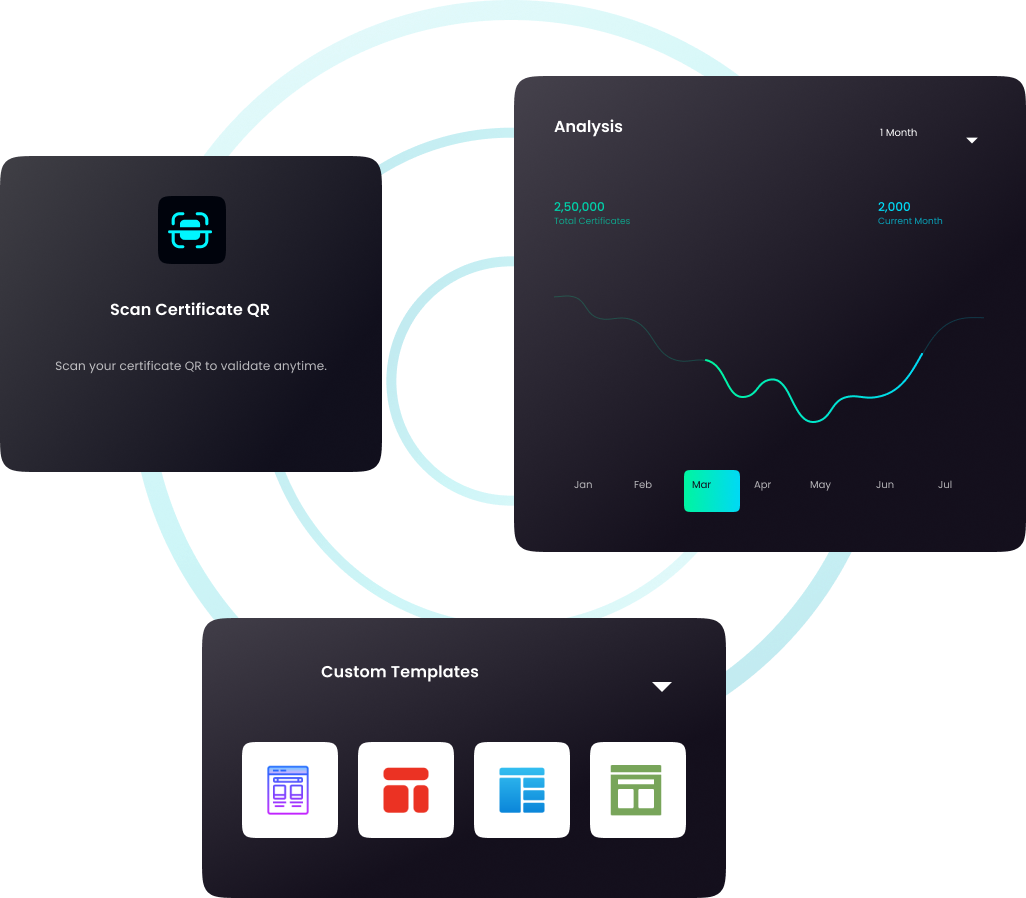 Analysis
1 Month
2,50,000
Total Certificates
2,000
Current Month
Jan Feb Mar Apr May Jun Jul
Scan Certificate QR
Scan your certificate QR to validate anytime.
Custom Templates